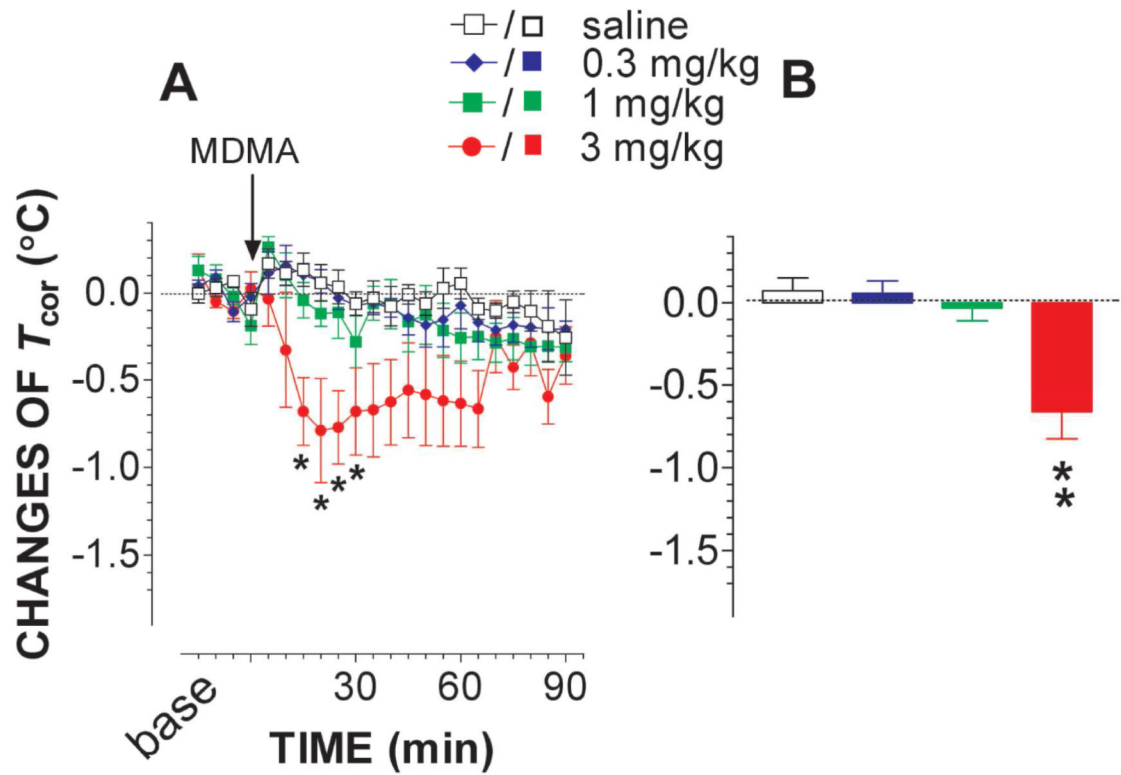 / saline
/ 0.3 mg/kg
/ 1 mg/kg
/ 3 mg/kg
A
B
MDMA
CHANGES OF Tcor (°C)
0.0
-0.5
-1.0
-1.5
*
*
*
*
base
30
60
90
TIME (min)
0.0
-0.5
-1.0
-1.5
*
*